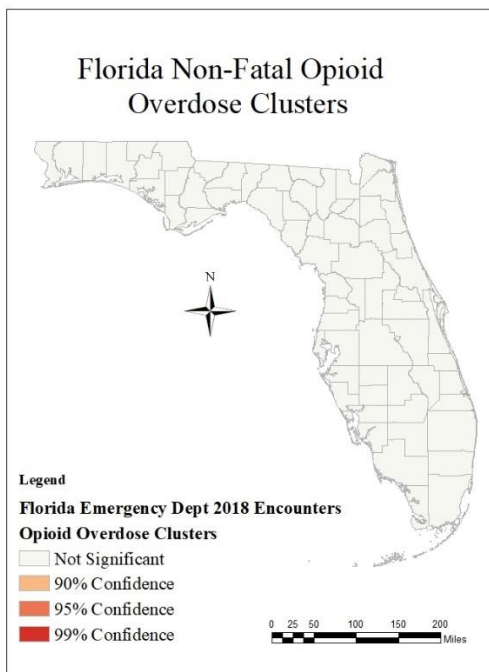 Florida Non-Fatal Opioid
Overdose Clusters
N
Legend
Florida Emergency Dept 2018 Encounters
Opioid Overdose Clusters
Not Significant
90% Confidence
95% Confidence
99% Confidence
0 25 50 100 150 200
Miles